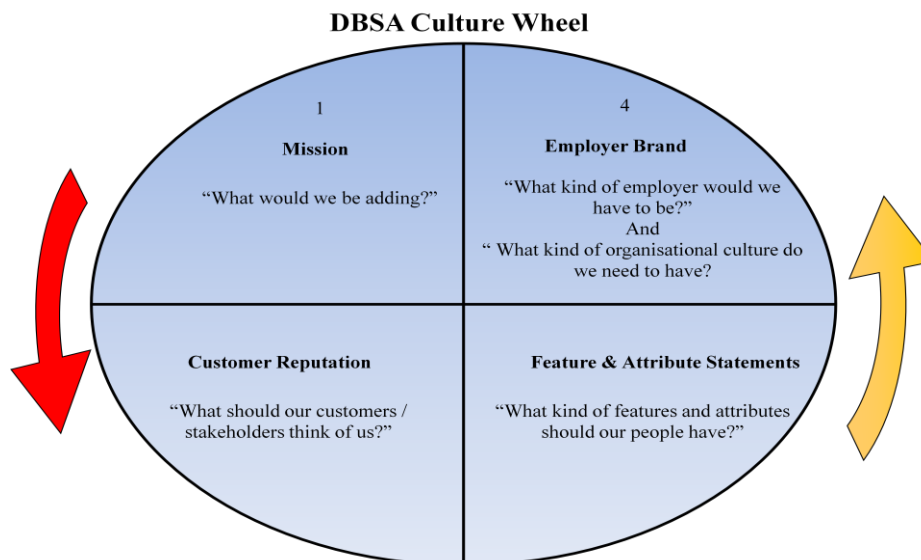 DBSA Culture Wheel
1
Mission
“What would we be adding?”
4
Employer Brand
“What kind of employer would we
have to be?”
And
“ What kind of organisational culture do
we need to have?
Customer Reputation
“What should our customers /
stakeholders think of us?”
Feature & Attribute Statements
“What kind of features and attributes
should our people have?”